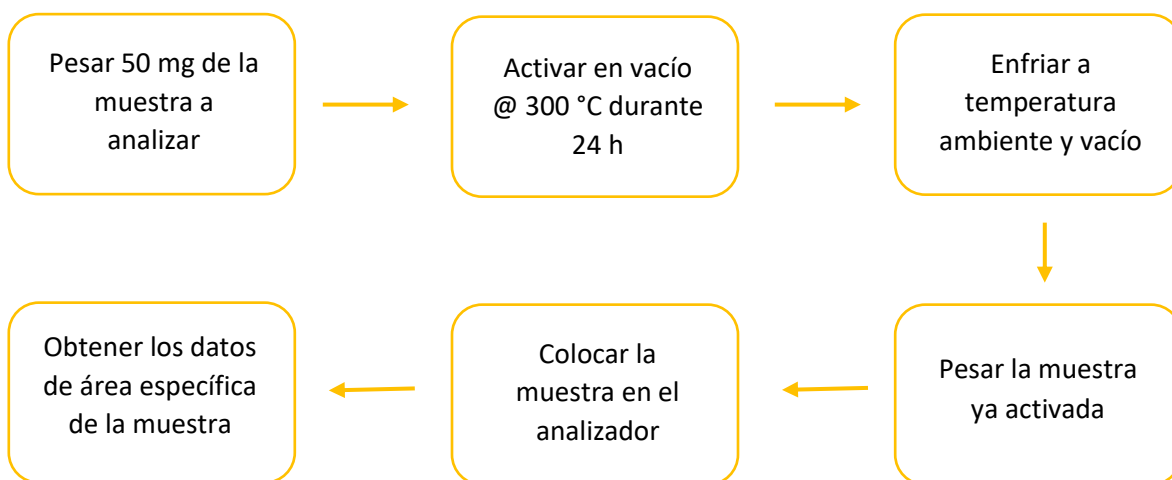 Pesar 50 mg de la
muestra a
analizar
Activar en vacío
@ 300 °C durante
24 h
Enfriar a
temperatura
ambiente y vacío
Pesar la muestra
ya activada
Colocar la
muestra en el
analizador
Obtener los datos
de área específica
de la muestra